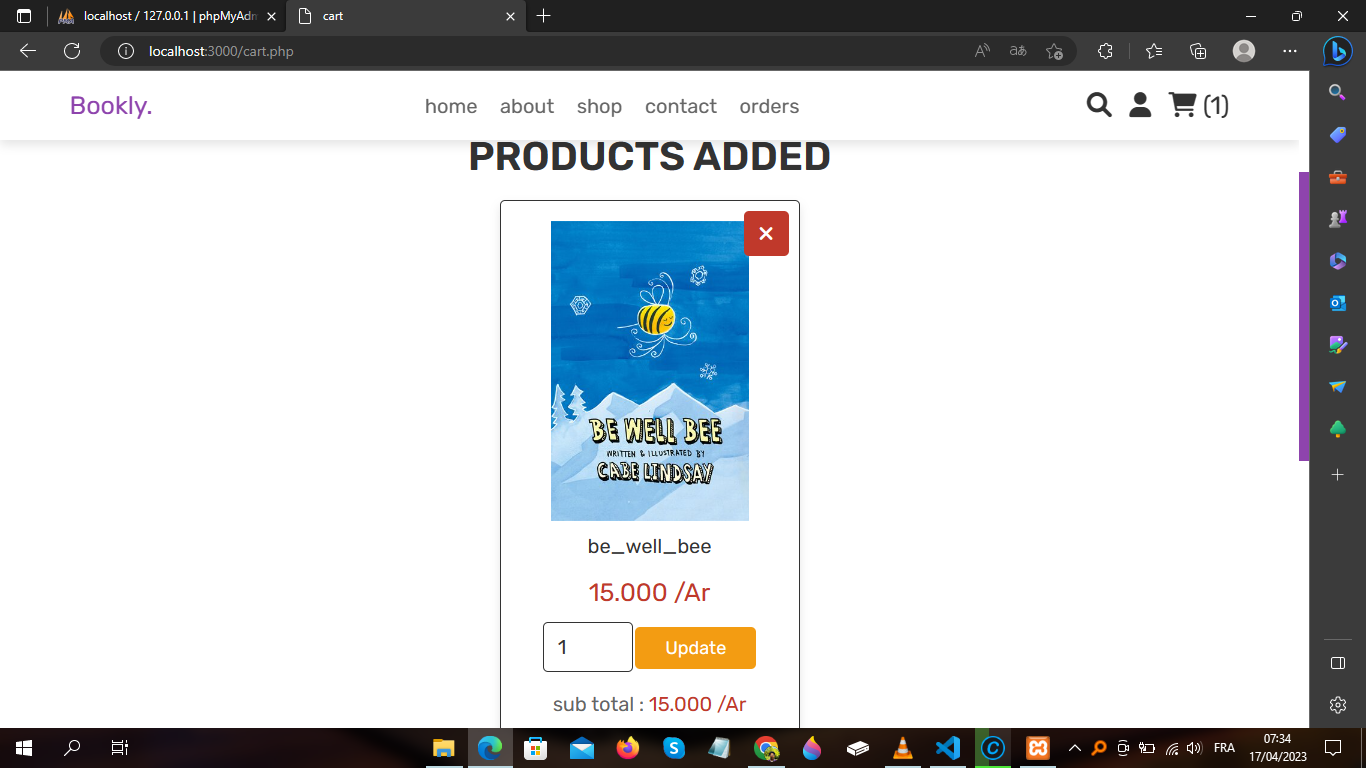 localhost / 127.0.0.1 | phpMyAdm
cart
localhost:3000/cart.php
Bookly.
home about shop contact orders
(1)
PRODUCTS ADDED
BE WELL BEE
WRITTEN & ILLUSTRATED BY
CABE LINDSAY
be_well_bee
15.000 /Ar
1 Update
sub total : 15.000 /Ar
FRA
07:34
17/04/2023